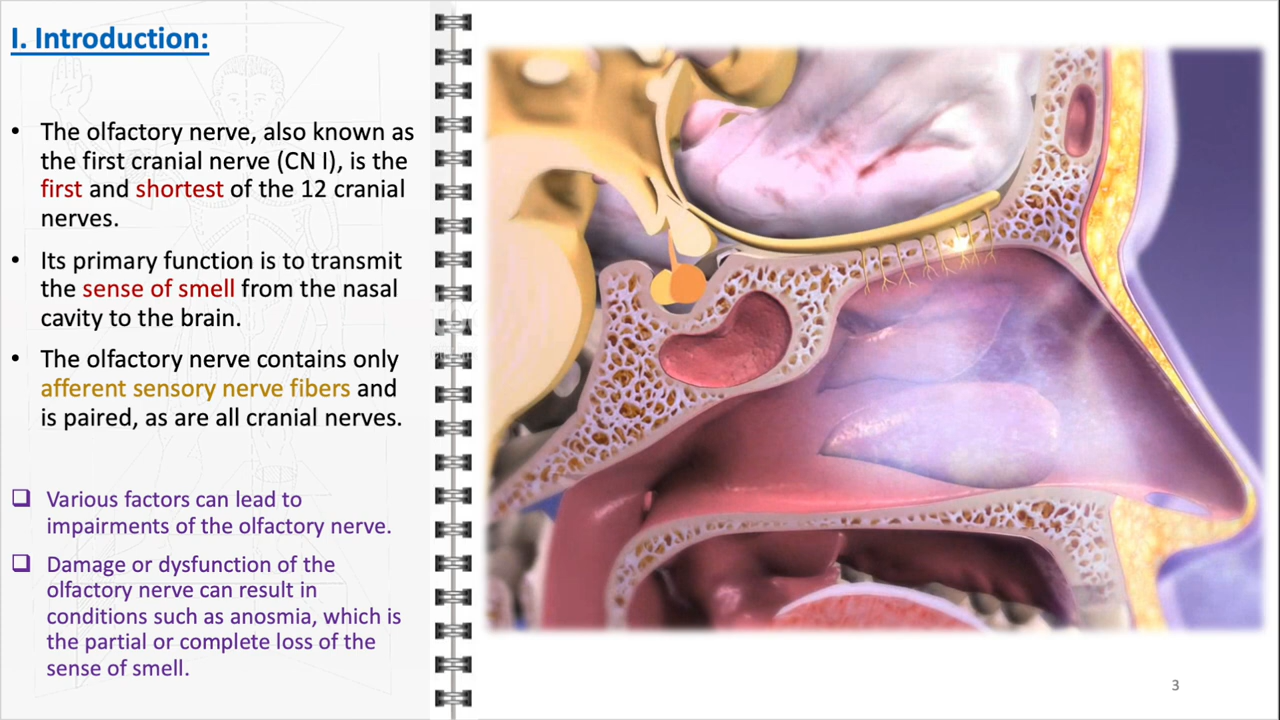 I. Introduction:
• The olfactory nerve, also known as
the first cranial nerve (CN I), is the
first and shortest of the 12 cranial
nerves.
• Its primary function is to transmit
the sense of smell from the nasal
cavity to the brain.
• The olfactory nerve contains only
afferent sensory nerve fibers and
is paired, as are all cranial nerves.
❑ Various factors can lead to
impairments of the olfactory nerve.
❑ Damage or dysfunction of the
olfactory nerve can result in
conditions such as anosmia, which is
the partial or complete loss of the
sense of smell.
3